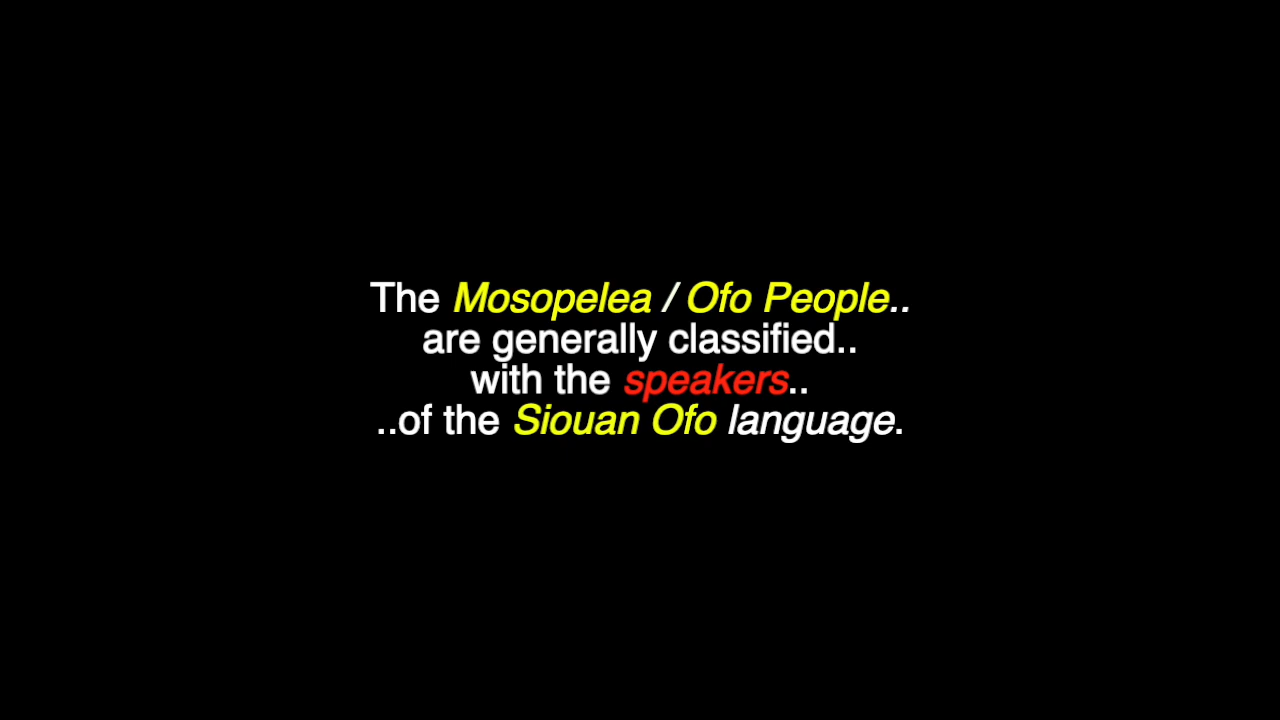 The Mosopelea / Ofo People..
are generally classified..
with the speakers..
..of the Siouan Ofo language.